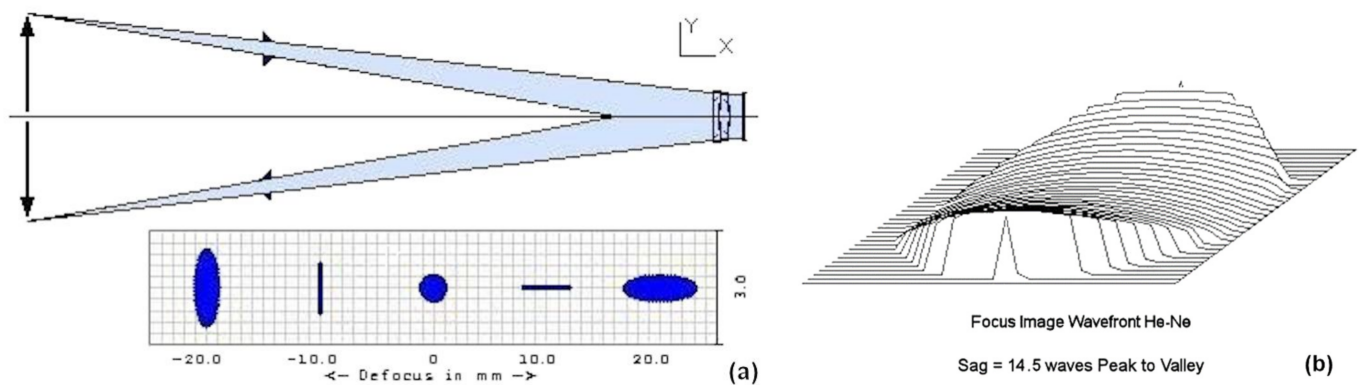 Y
X
3.0
-20.0 -10.0 0 10.0 20.0
<- Defocus in mm ->
(a)
Focus Image Wavefront He-Ne
Sag = 14.5 waves Peak to Valley
(b)